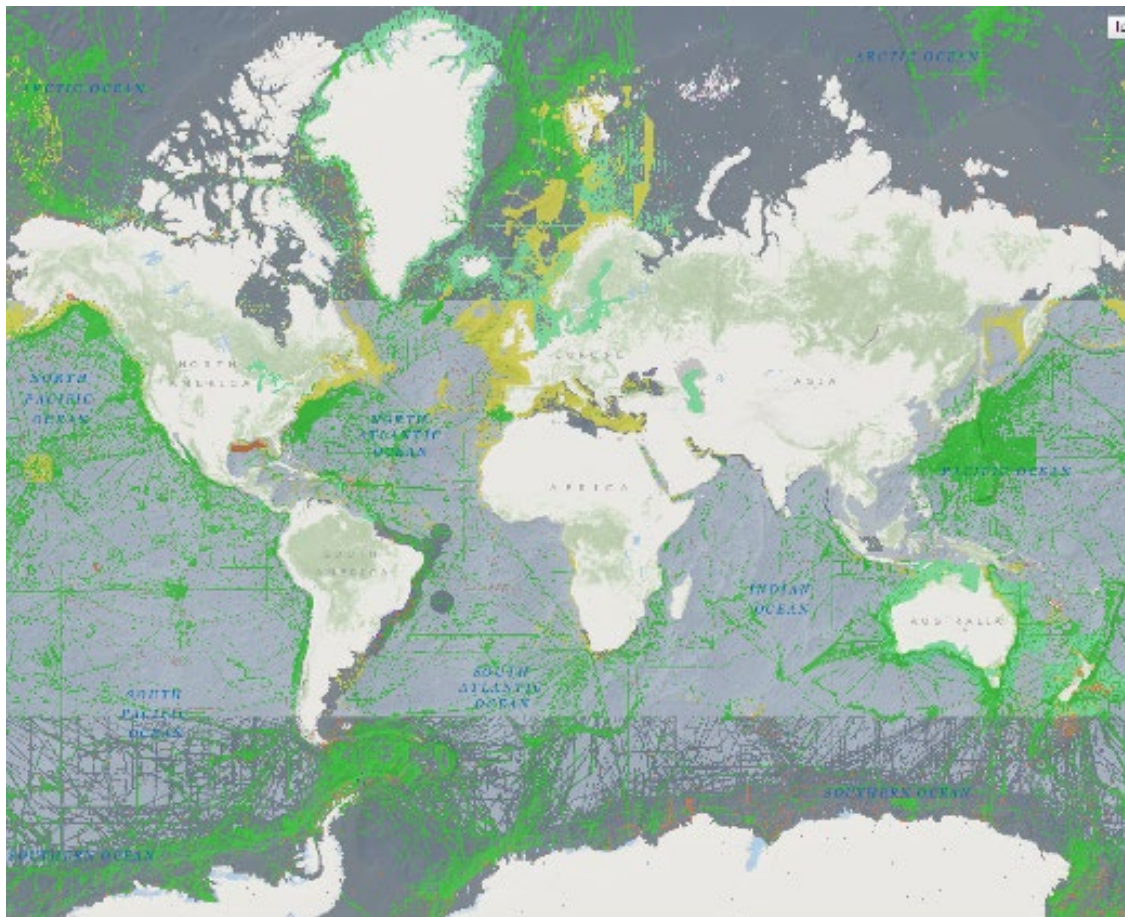 ARCTIC OCEAN
ARCTIC OCEAN
NORTH
AMERICA
EUROPE
ASIA
NORTH
PACIFIC
OCEAN
NORTH
ATLANTIC
OCEAN
PACIFIC OCEAN
AFRICA
SOUTH
AMERICA
INDIAN
OCEAN
AUSTRALIA
SOUTH
ATLANTIC
OCEAN
SOUTH
PACIFIC
OCEAN
SOUTHERN OCEAN
SOUTHERN OCEAN